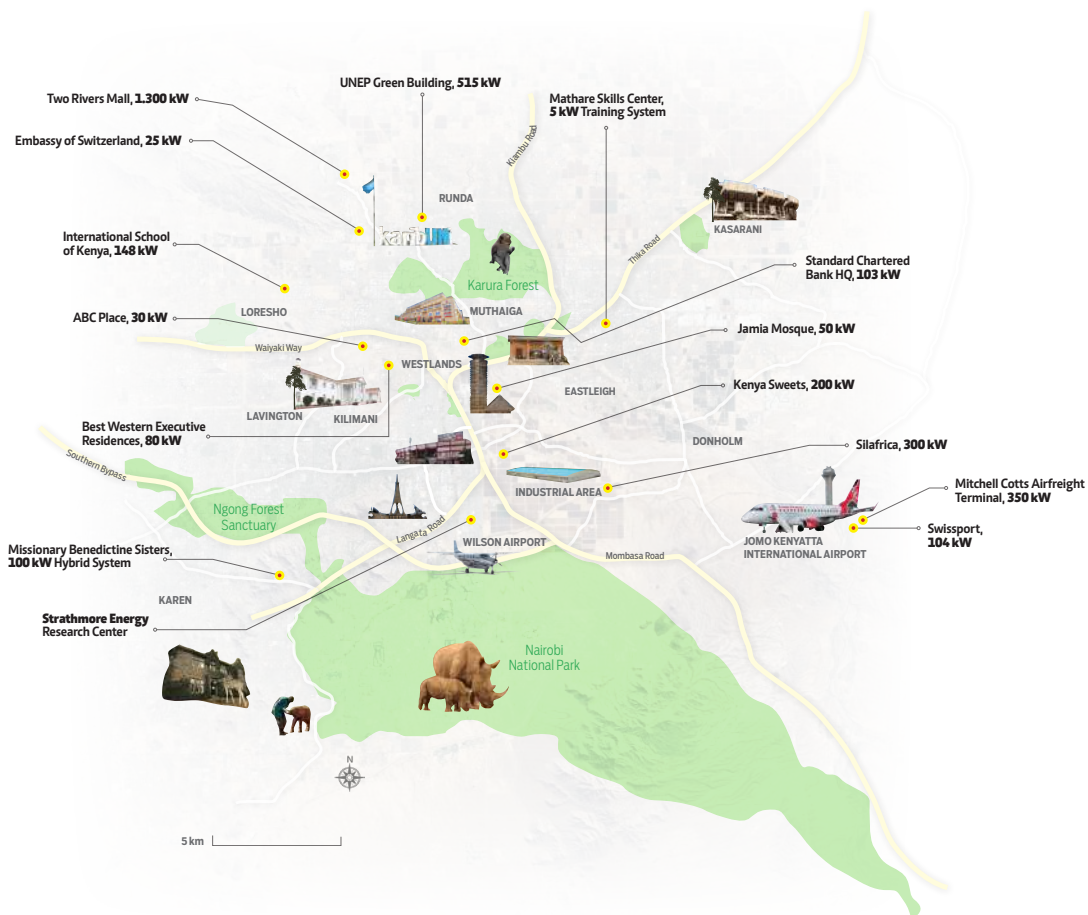 UNEP Green Building, 515 kW
Two Rivers Mall, 1.300 kW
Mathare Skills Center,
5 kW Training System
Embassy of Switzerland, 25 kW
Kiambu Road
RUNDA
karibUN
KASARANI
International School
of Kenya, 148 kW
Thika Road
Standard Chartered
Bank HQ, 103 kW
Karura Forest
LORESHO
MUTHAIGA
ABC Place, 30 kW
Jamia Mosque, 50 kW
Waiyaki Way
WESTLANDS
EASTLEIGH
Kenya Sweets, 200 kW
LAVINGTON
KILIMANI
Best Western Executive
Residences, 80 kW
DONHOLM
Silafrica, 300 kW
Southern Bypass
INDUSTRIAL AREA
Mitchell Cotts Airfreight
Terminal, 350 kW
Ngong Forest
Sanctuary
Langata Road
Swissport,
104 kW
JOMO KENYATTA
INTERNATIONAL AIRPORT
WILSON AIRPORT
Mombasa Road
Missionary Benedictine Sisters,
100 kW Hybrid System
KAREN
Strathmore Energy
Research Center
Nairobi
National Park
N
5 km